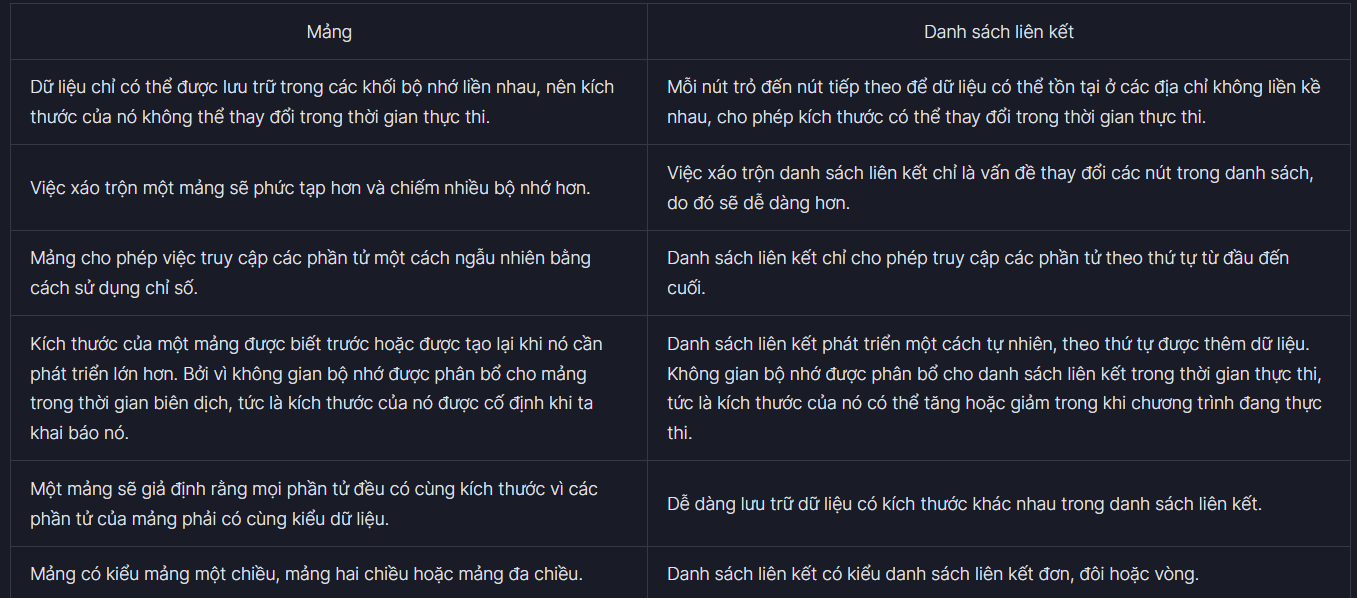 Mảng
Danh sách liên kết
Dữ liệu chỉ có thể được lưu trữ trong các khối bộ nhớ liền nhau, nên kích
thước của nó không thể thay đổi trong thời gian thực thi.
Mỗi nút trỏ đến nút tiếp theo để dữ liệu có thể tồn tại ở các địa chỉ không liền kề
nhau, cho phép kích thước có thể thay đổi trong thời gian thực thi.
Việc xáo trộn một mảng sẽ phức tạp hơn và chiếm nhiều bộ nhớ hơn.
Việc xáo trộn danh sách liên kết chỉ là vấn đề thay đổi các nút trong danh sách,
do đó sẽ dễ dàng hơn.
Mảng cho phép việc truy cập các phần tử một cách ngẫu nhiên bằng
cách sử dụng chỉ số.
Danh sách liên kết chỉ cho phép truy cập các phần tử theo thứ tự từ đầu đến
cuối.
Kích thước của một mảng được biết trước hoặc được tạo lại khi nó cần
phát triển lớn hơn. Bởi vì không gian bộ nhớ được phân bổ cho mảng
trong thời gian biên dịch, tức là kích thước của nó được cố định khi ta
khai báo nó.
Danh sách liên kết phát triển một cách tự nhiên, theo thứ tự được thêm dữ liệu.
Không gian bộ nhớ được phân bổ cho danh sách liên kết trong thời gian thực thi,
tức là kích thước của nó có thể tăng hoặc giảm trong khi chương trình đang thực
thi.
Một mảng sẽ giả định rằng mọi phần tử đều có cùng kích thước vì các
phần tử của mảng phải có cùng kiểu dữ liệu.
Dễ dàng lưu trữ dữ liệu có kích thước khác nhau trong danh sách liên kết.
Mảng có kiểu mảng một chiều, mảng hai chiều hoặc mảng đa chiều.
Danh sách liên kết có kiểu danh sách liên kết đơn, đôi hoặc vòng.